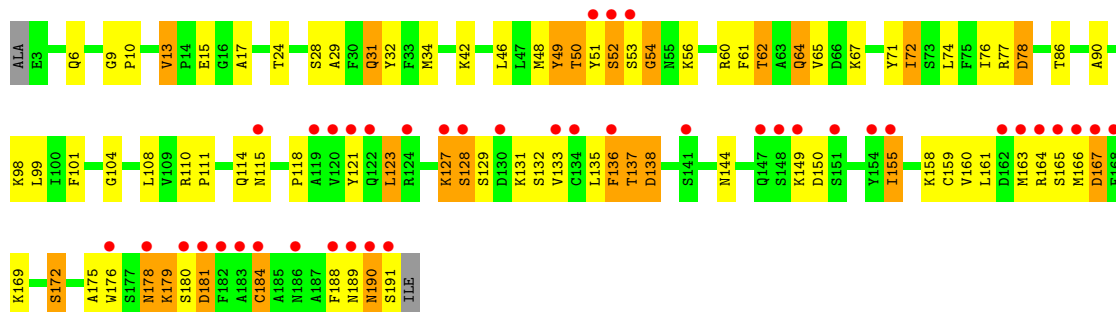 ALA E3 Q6 G9 P10 V13 P14 E15 G16 A17 T24 S28 A29 F30 Q31 Y32 F33 M34 K42 L46 L47 M48 Y49 T50 Y51 S52 S53 G54 N55 K56 R60 F61 T62 A63 Q64 V65 D66 K67 Y71 I72 S73 L74 F75 I76 R77 D78 T86 A90
K98 L99 I100 F101 G104 L108 V109 R110 P111 Q114 N115 P118 A119 V120 Y121 Q122 L123 R124 K127 S128 S129 D130 K131 S132 V133 C134 L135 F136 T137 D138 S141 N144 Q147 S148 K149 D150 S151 Y154 I155 K158 C159 V160 L161 D162 M163 R164 S165 M166 D167 F168
K169 S172 A175 W176 S177 N178 K179 S180 D181 F182 A183 C184 A185 N186 A187 F188 N189 N190 S191 ILE